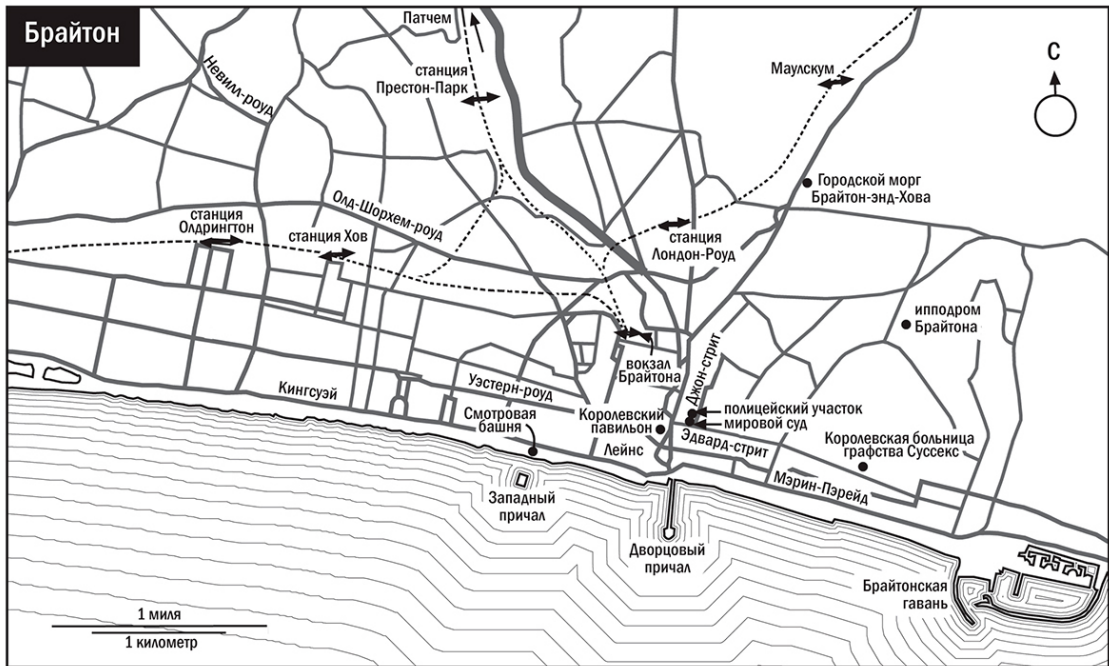 Брайтон
Патчем
С
Невилл-роуд
станция
Престон-Парк
Маулскум
Городской морг
Брайтон-энд-Хова
Олд-Шорхем-роуд
станция
Олдрингтон
станция Хов
станция
Лондон-Роуд
ипподром
Брайтона
вокзал
Брайтона
Джон-стрит
Кингсуэй
Уэстерн-роуд
Смотровая
башня
Королевский
павильон
Лейнс
полицейский участок
мировой суд
Эдвард-стрит
Королевская больница
графства Суссекс
Мэрин-Пэрейд
Западный
причал
Дворцовый
причал
Брайтонская
гавань
1 миля
1 километр